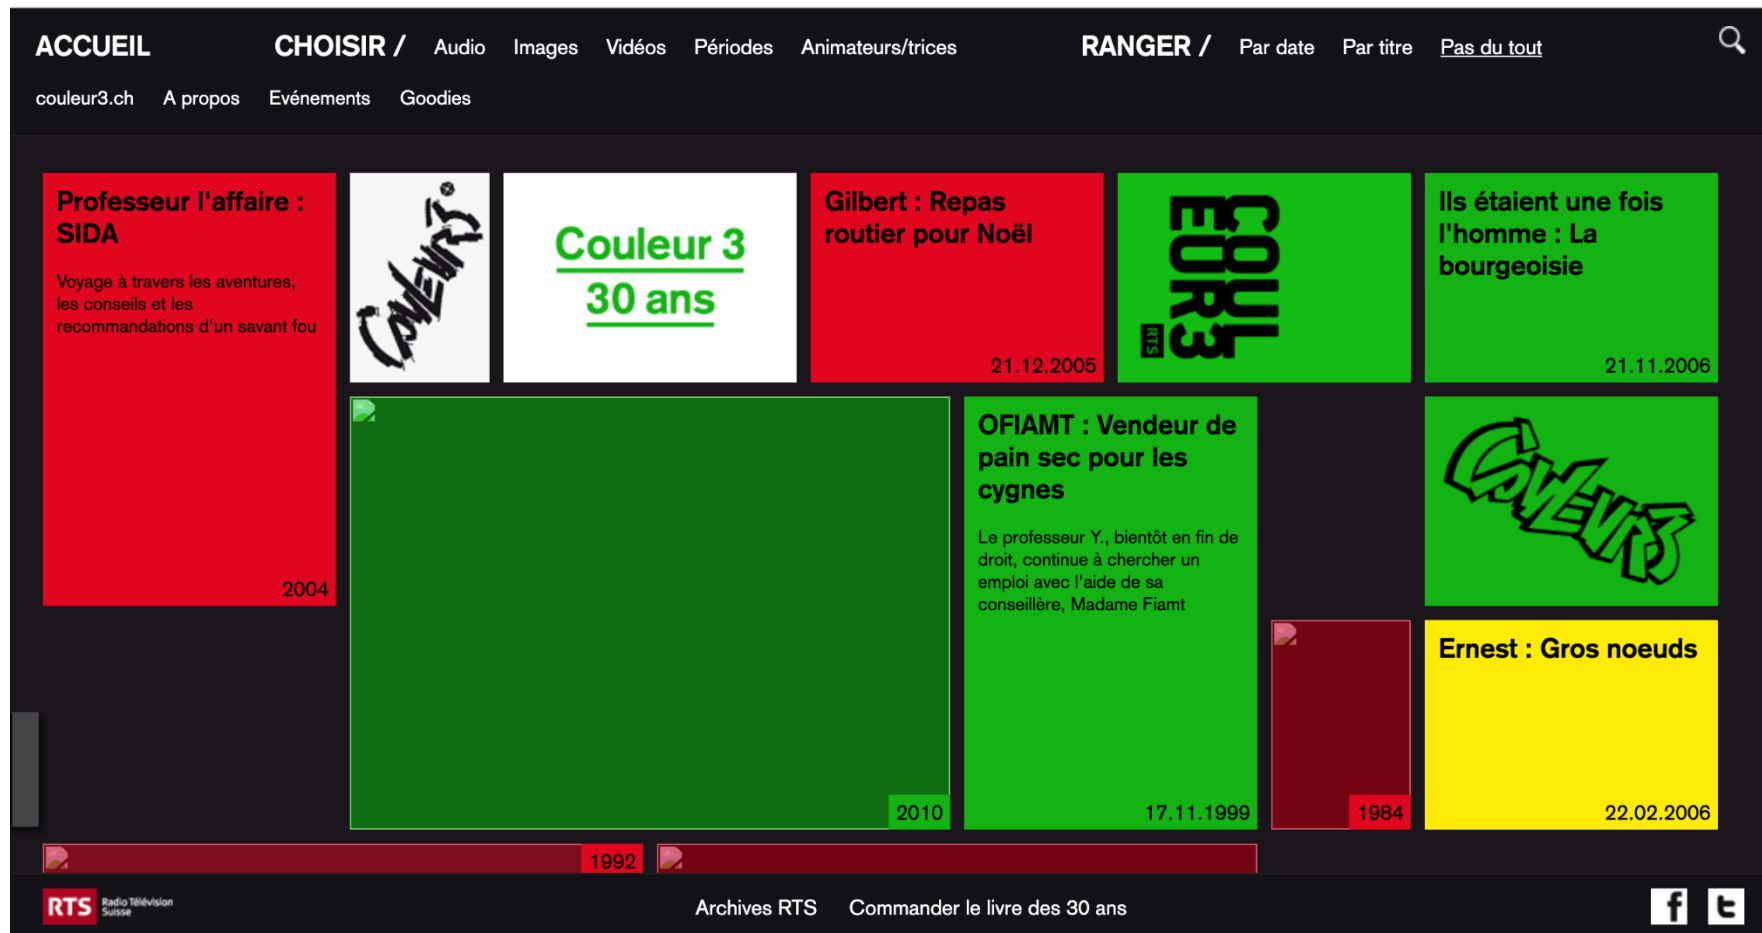 ACCUEIL
CHOISIR / Audio Images Vidéos Périodes Animateurs/trices
RANGER / Par date Par titre Pas du tout
couleur3.ch A propos Evénements Goodies
Professeur l'affaire :
SIDA
Voyage à travers les aventures,
les conseils et les
recommandations d'un savant fou
2004
COULEUR3
Couleur 3
30 ans
Gilbert : Repas
routier pour Noël
21.12.2005
COUL
EUR3
RTS
Ils étaient une fois
l'homme : La
bourgeoisie
21.11.2006
2010
OFIAMT : Vendeur de
pain sec pour les
cygnes
Le professeur Y., bientôt en fin de
droit, continue à chercher un
emploi avec l'aide de sa
conseillère, Madame Fiamt
17.11.1999
COULEUR3
1984
Ernest : Gros noeuds
22.02.2006
1992
RTS Radio Télévision
Suisse
Archives RTS Commander le livre des 30 ans
f t